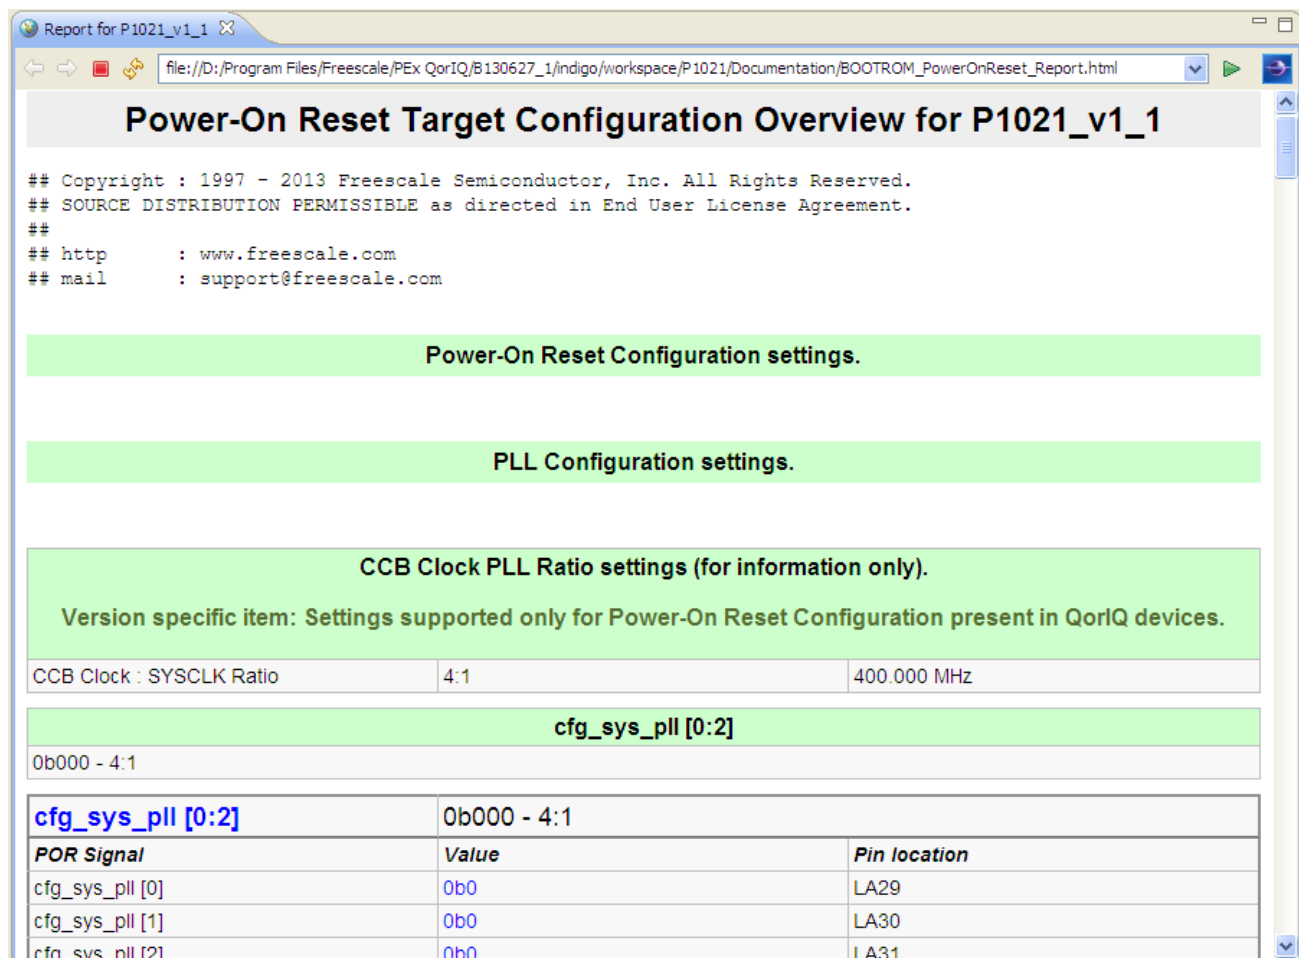 Report for P1021_v1_1
file://D:/Program Files/Freescale/PEx QorIQ/B130627_1/indigo/workspace/P1021/Documentation/BOOTROM_PowerOnReset_Report.html
Power-On Reset Target Configuration Overview for P1021_v1_1
## Copyright : 1997 - 2013 Freescale Semiconductor, Inc. All Rights Reserved.
## SOURCE DISTRIBUTION PERMISSIBLE as directed in End User License Agreement.
##
## http : www.freescale.com
## mail : support@freescale.com
Power-On Reset Configuration settings.
PLL Configuration settings.
CCB Clock PLL Ratio settings (for information only).
Version specific item: Settings supported only for Power-On Reset Configuration present in QorIQ devices.
CCB Clock : SYSCLK Ratio 4:1 400.000 MHz
cfg_sys_pll [0:2]
0b000 - 4:1
cfg_sys_pll [0:2] 0b000 - 4:1
POR Signal Value Pin location
cfg_sys_pll [0] 0b0 LA29
cfg_sys_pll [1] 0b0 LA30
cfg_sys_pll [2] 0b0 LA31